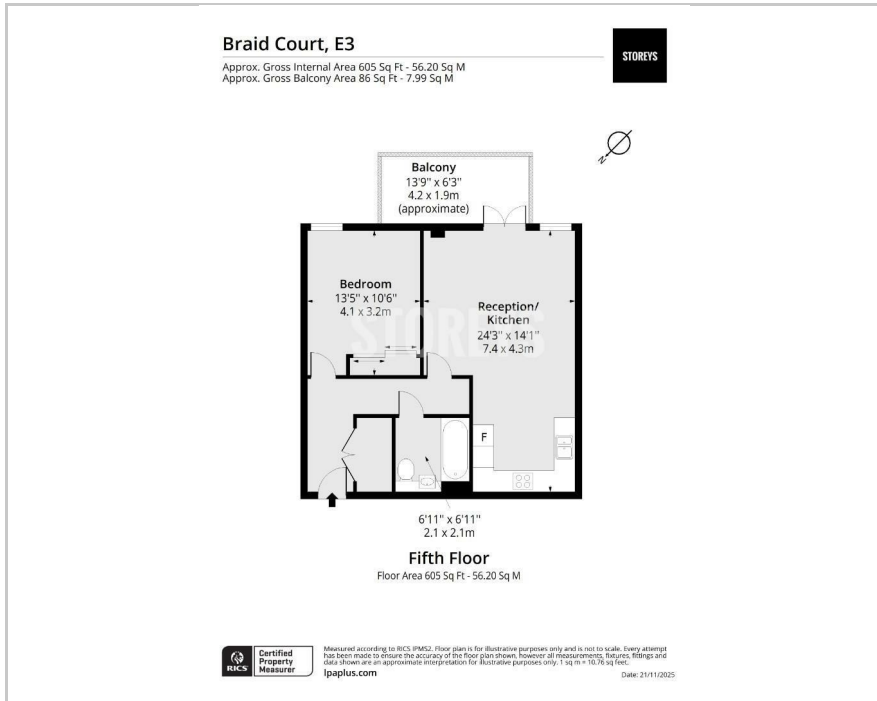 Braid Court, E3
Approx. Gross Internal Area 605 Sq Ft - 56.20 Sq M
Approx. Gross Balcony Area 86 Sq Ft - 7.99 Sq M
STOREYS
N
Balcony
13'9" x 6'3"
4.2 x 1.9m
(approximate)
Bedroom
13'5" x 10'6"
4.1 x 3.2m
Reception/
Kitchen
24'3" x 14'1"
7.4 x 4.3m
STOREYS
F
6'11" x 6'11"
2.1 x 2.1m
Fifth Floor
Floor Area 605 Sq Ft - 56.20 Sq M
RICS
Certified
Property
Measurer
Measured according to RICS IPMS2. Floor plan is for illustrative purposes only and is not to scale. Every attempt
has been made to ensure the accuracy of the floor plan shown, however all measurements, fixtures, fittings and
data shown are an approximate interpretation for illustrative purposes only. 1 sq m = 10.76 sq feet.
lpaplus.com
Date: 21/11/2025